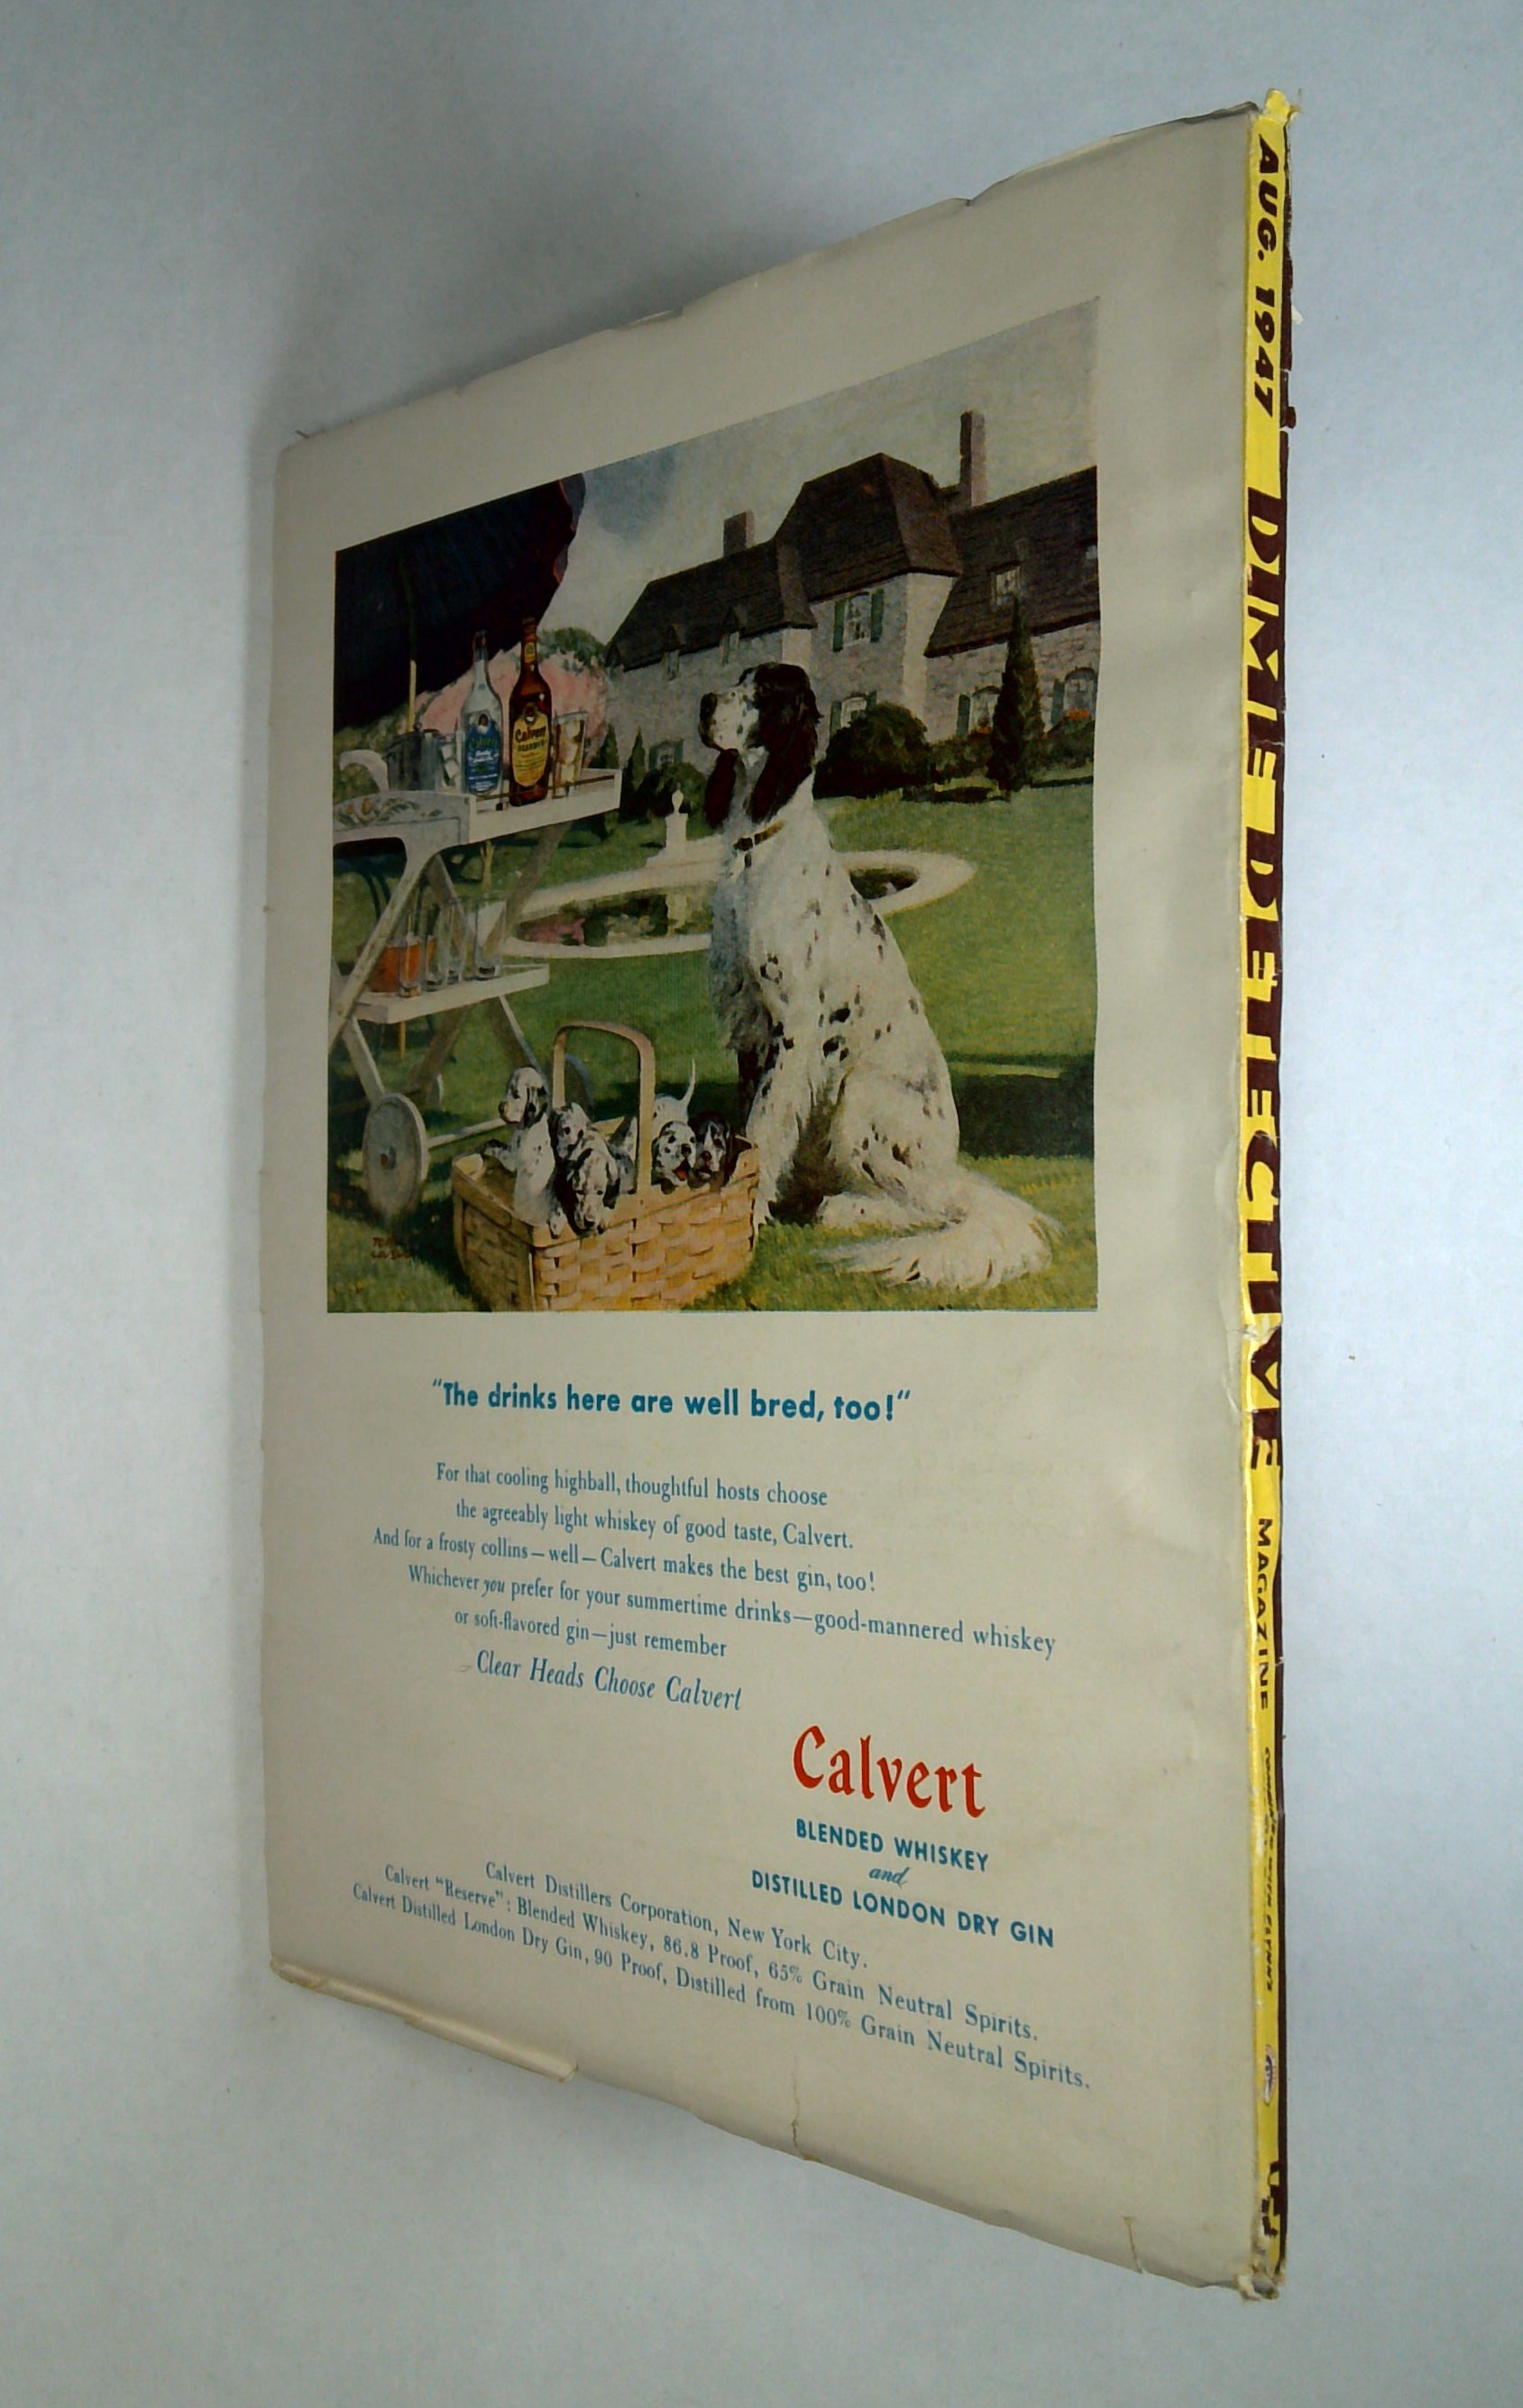 AUG. 1947 DIME DETECTIVE MAGAZINE
Calvert
Calvert
RESERVE
TOM
LOVELL
"The drinks here are well bred, too!"
For that cooling highball, thoughtful hosts choose
the agreeably light whiskey of good taste, Calvert.
And for a frosty collins—well—Calvert makes the best gin, too!
Whichever you prefer for your summertime drinks—good-mannered whiskey
or soft-flavored gin—just remember
Clear Heads Choose Calvert
Calvert
BLENDED WHISKEY
and
DISTILLED LONDON DRY GIN
Calvert Distillers Corporation, New York City.
Calvert "Reserve": Blended Whiskey, 86.8 Proof, 65% Grain Neutral Spirits.
Calvert Distilled London Dry Gin, 90 Proof, Distilled from 100% Grain Neutral Spirits.